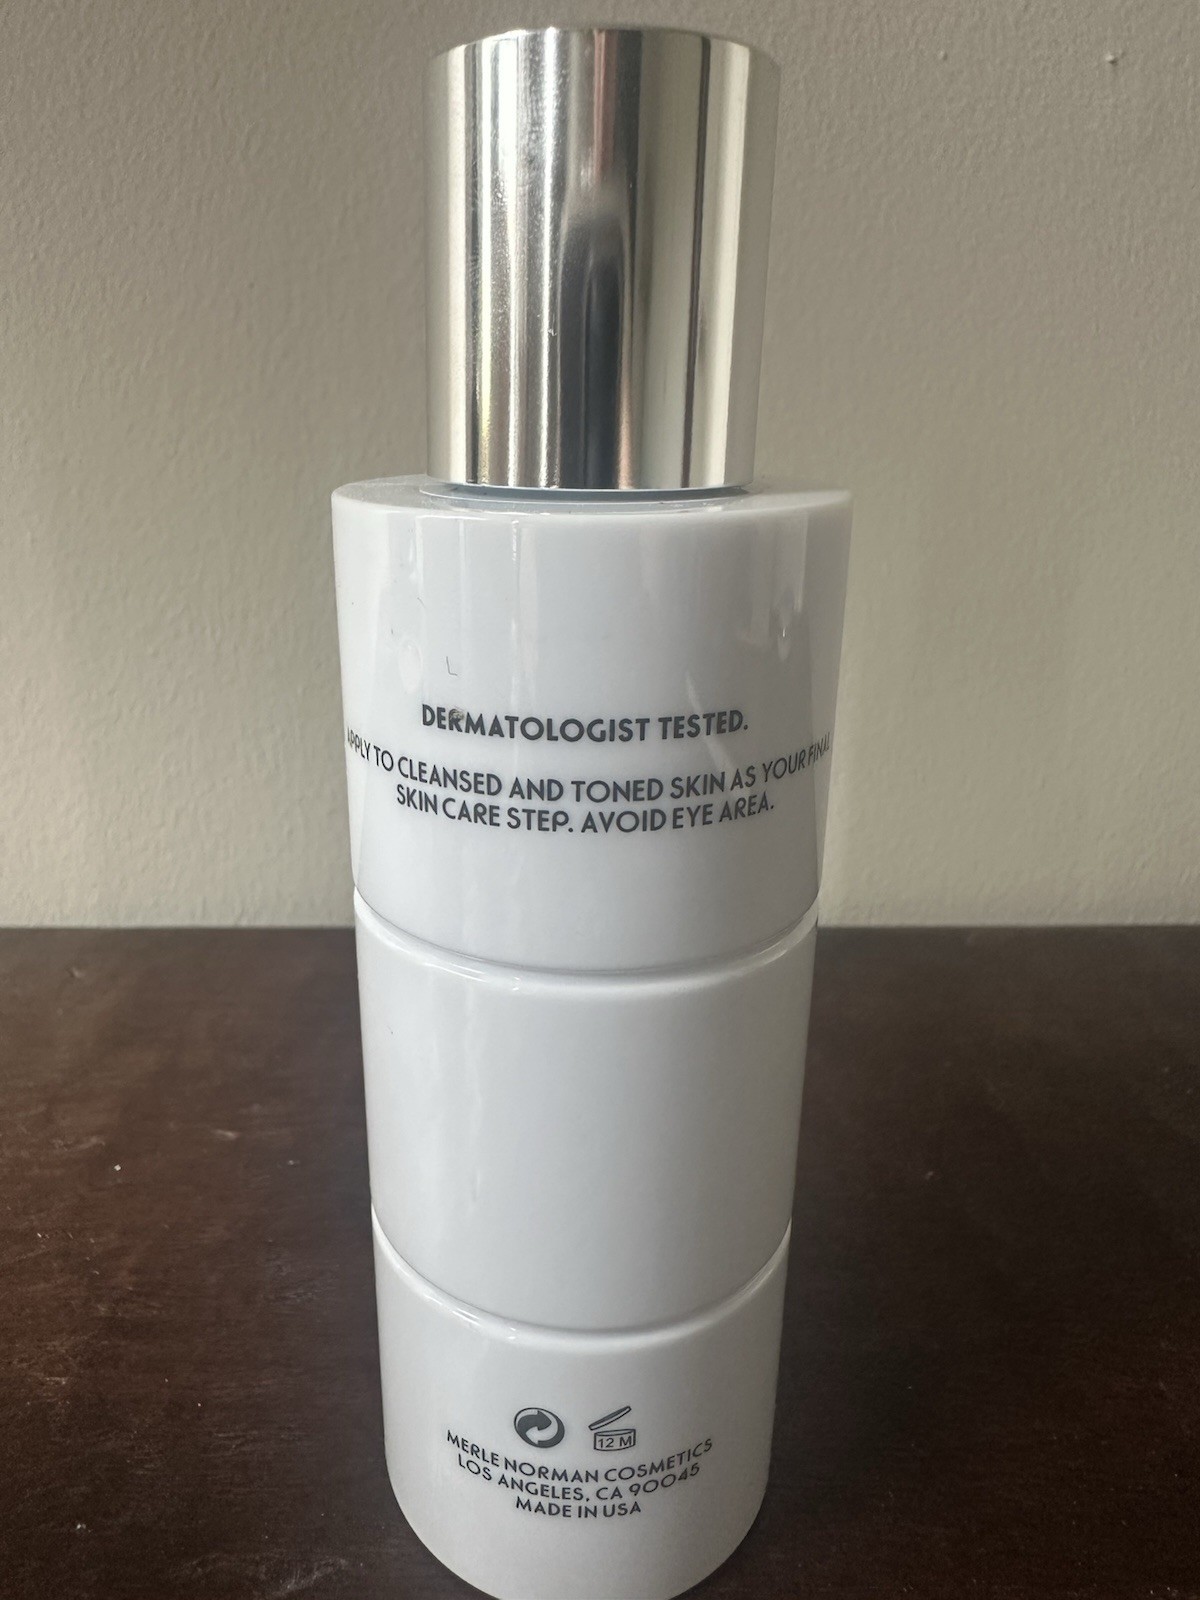 DERMATOLOGIST TESTED.
APPLY TO CLEANSED AND TONED SKIN AS YOUR FINAL
SKIN CARE STEP. AVOID EYE AREA.
12 M
MERLE NORMAN COSMETICS
LOS ANGELES, CA 90045
MADE IN USA